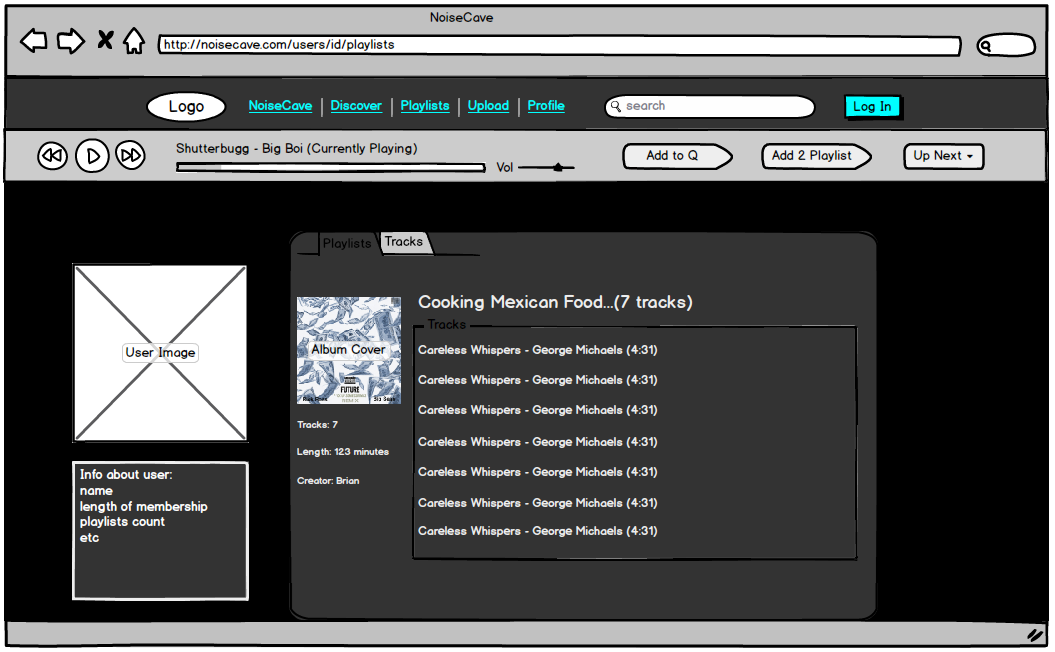 NoiseCave
http://noisecave.com/users/id/playlists
Logo
NoiseCave | Discover | Playlists | Upload | Profile
search
Log In
Shutterbugg - Big Boi (Currently Playing)
Vol
Add to Q
Add 2 Playlist
Up Next
Playlists
Tracks
User Image
Info about user:
name
length of membership
playlists count
etc
Album Cover
FUTURE
Tracks: 7
Length: 123 minutes
Creator: Brian
Cooking Mexican Food...(7 tracks)
Tracks
Careless Whispers - George Michaels (4:31)
Careless Whispers - George Michaels (4:31)
Careless Whispers - George Michaels (4:31)
Careless Whispers - George Michaels (4:31)
Careless Whispers - George Michaels (4:31)
Careless Whispers - George Michaels (4:31)
Careless Whispers - George Michaels (4:31)